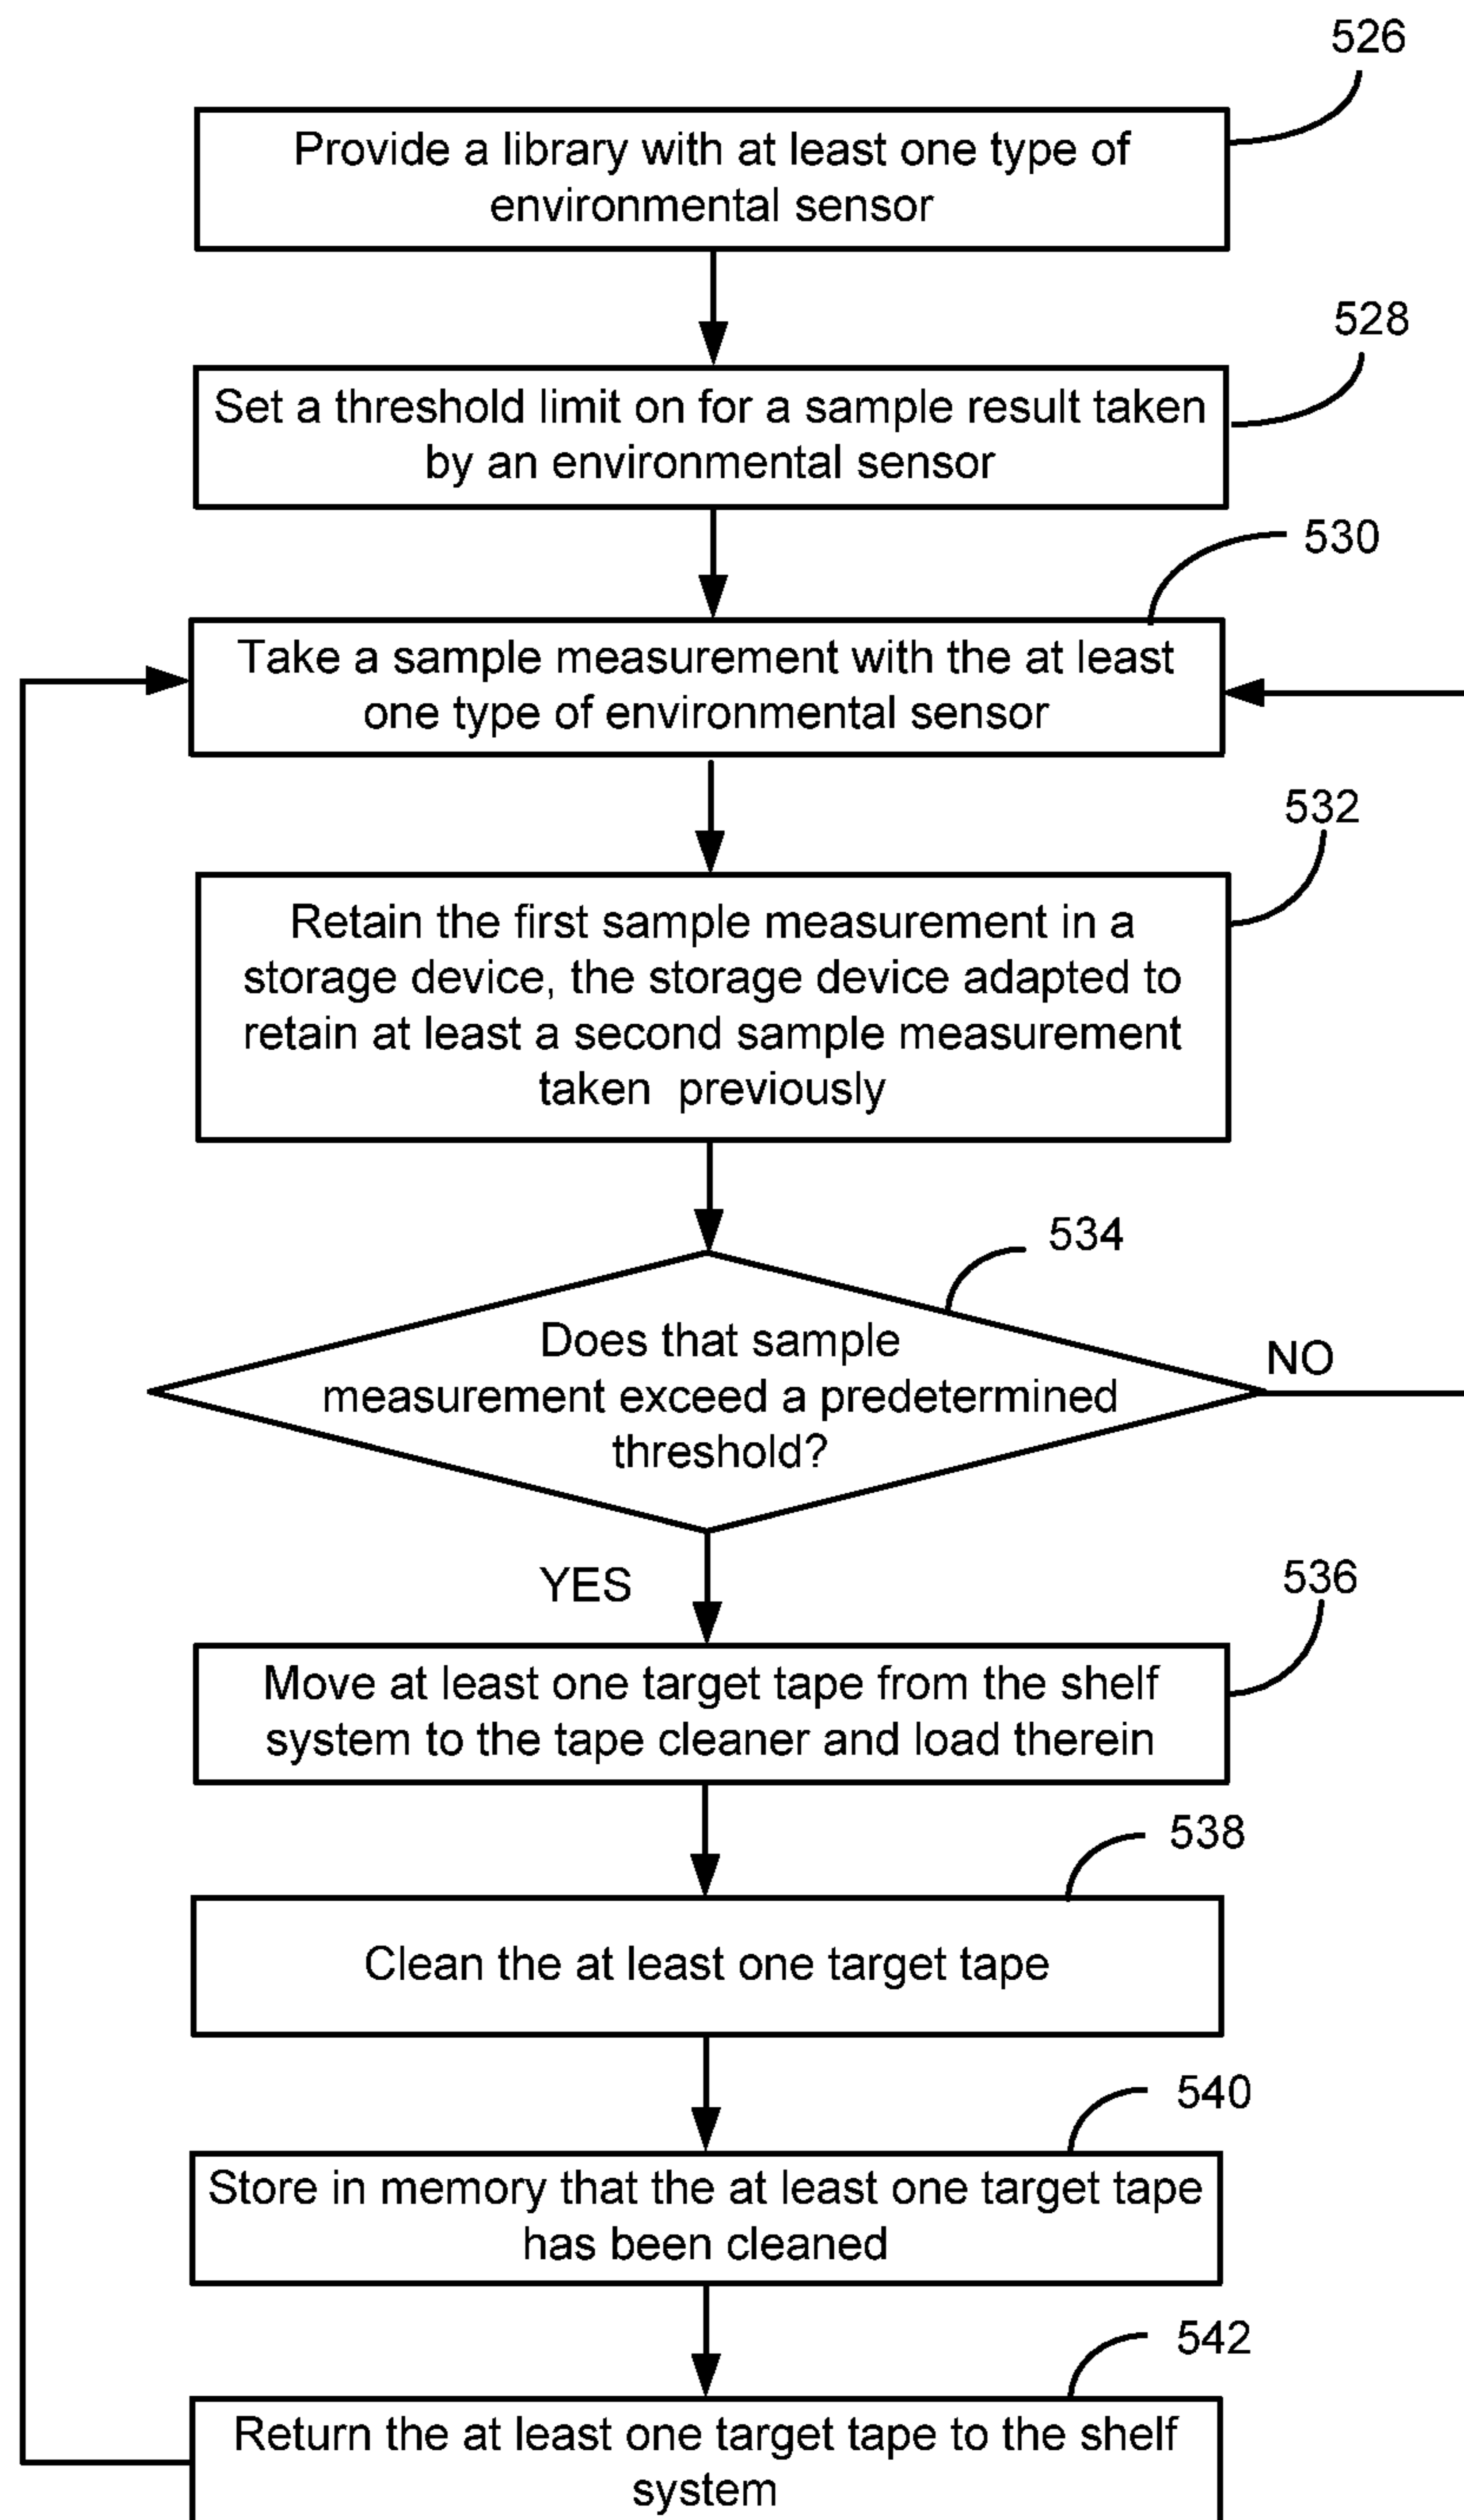 526
Provide a library with at least one type of
environmental sensor
528
Set a threshold limit on for a sample result taken
by an environmental sensor
530
Take a sample measurement with the at least
one type of environmental sensor
532
Retain the first sample measurement in a
storage device, the storage device adapted to
retain at least a second sample measurement
taken previously
534
Does that sample
measurement exceed a predetermined
threshold?
NO
YES
536
Move at least one target tape from the shelf
system to the tape cleaner and load therein
538
Clean the at least one target tape
540
Store in memory that the at least one target tape
has been cleaned
542
Return the at least one target tape to the shelf
system